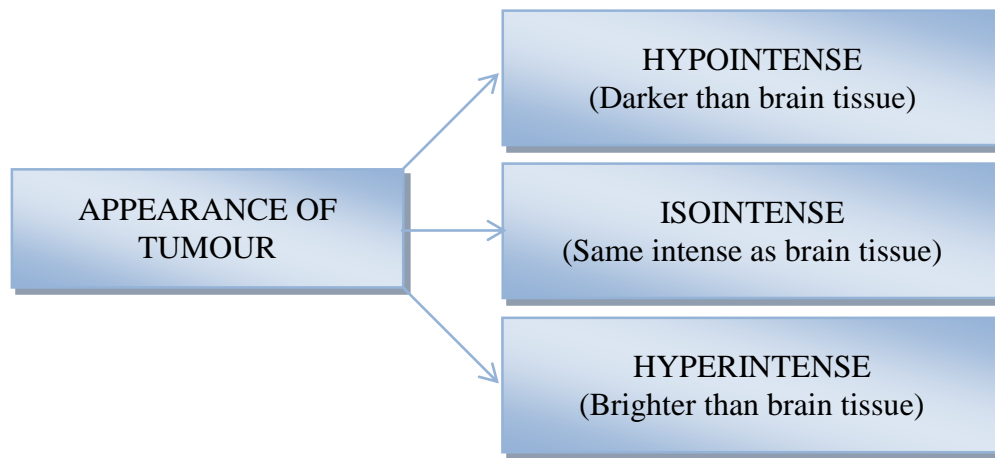 APPEARANCE OF
TUMOUR
HYPOINTENSE
(Darker than brain tissue)
ISOINTENSE
(Same intense as brain tissue)
HYPERINTENSE
(Brighter than brain tissue)